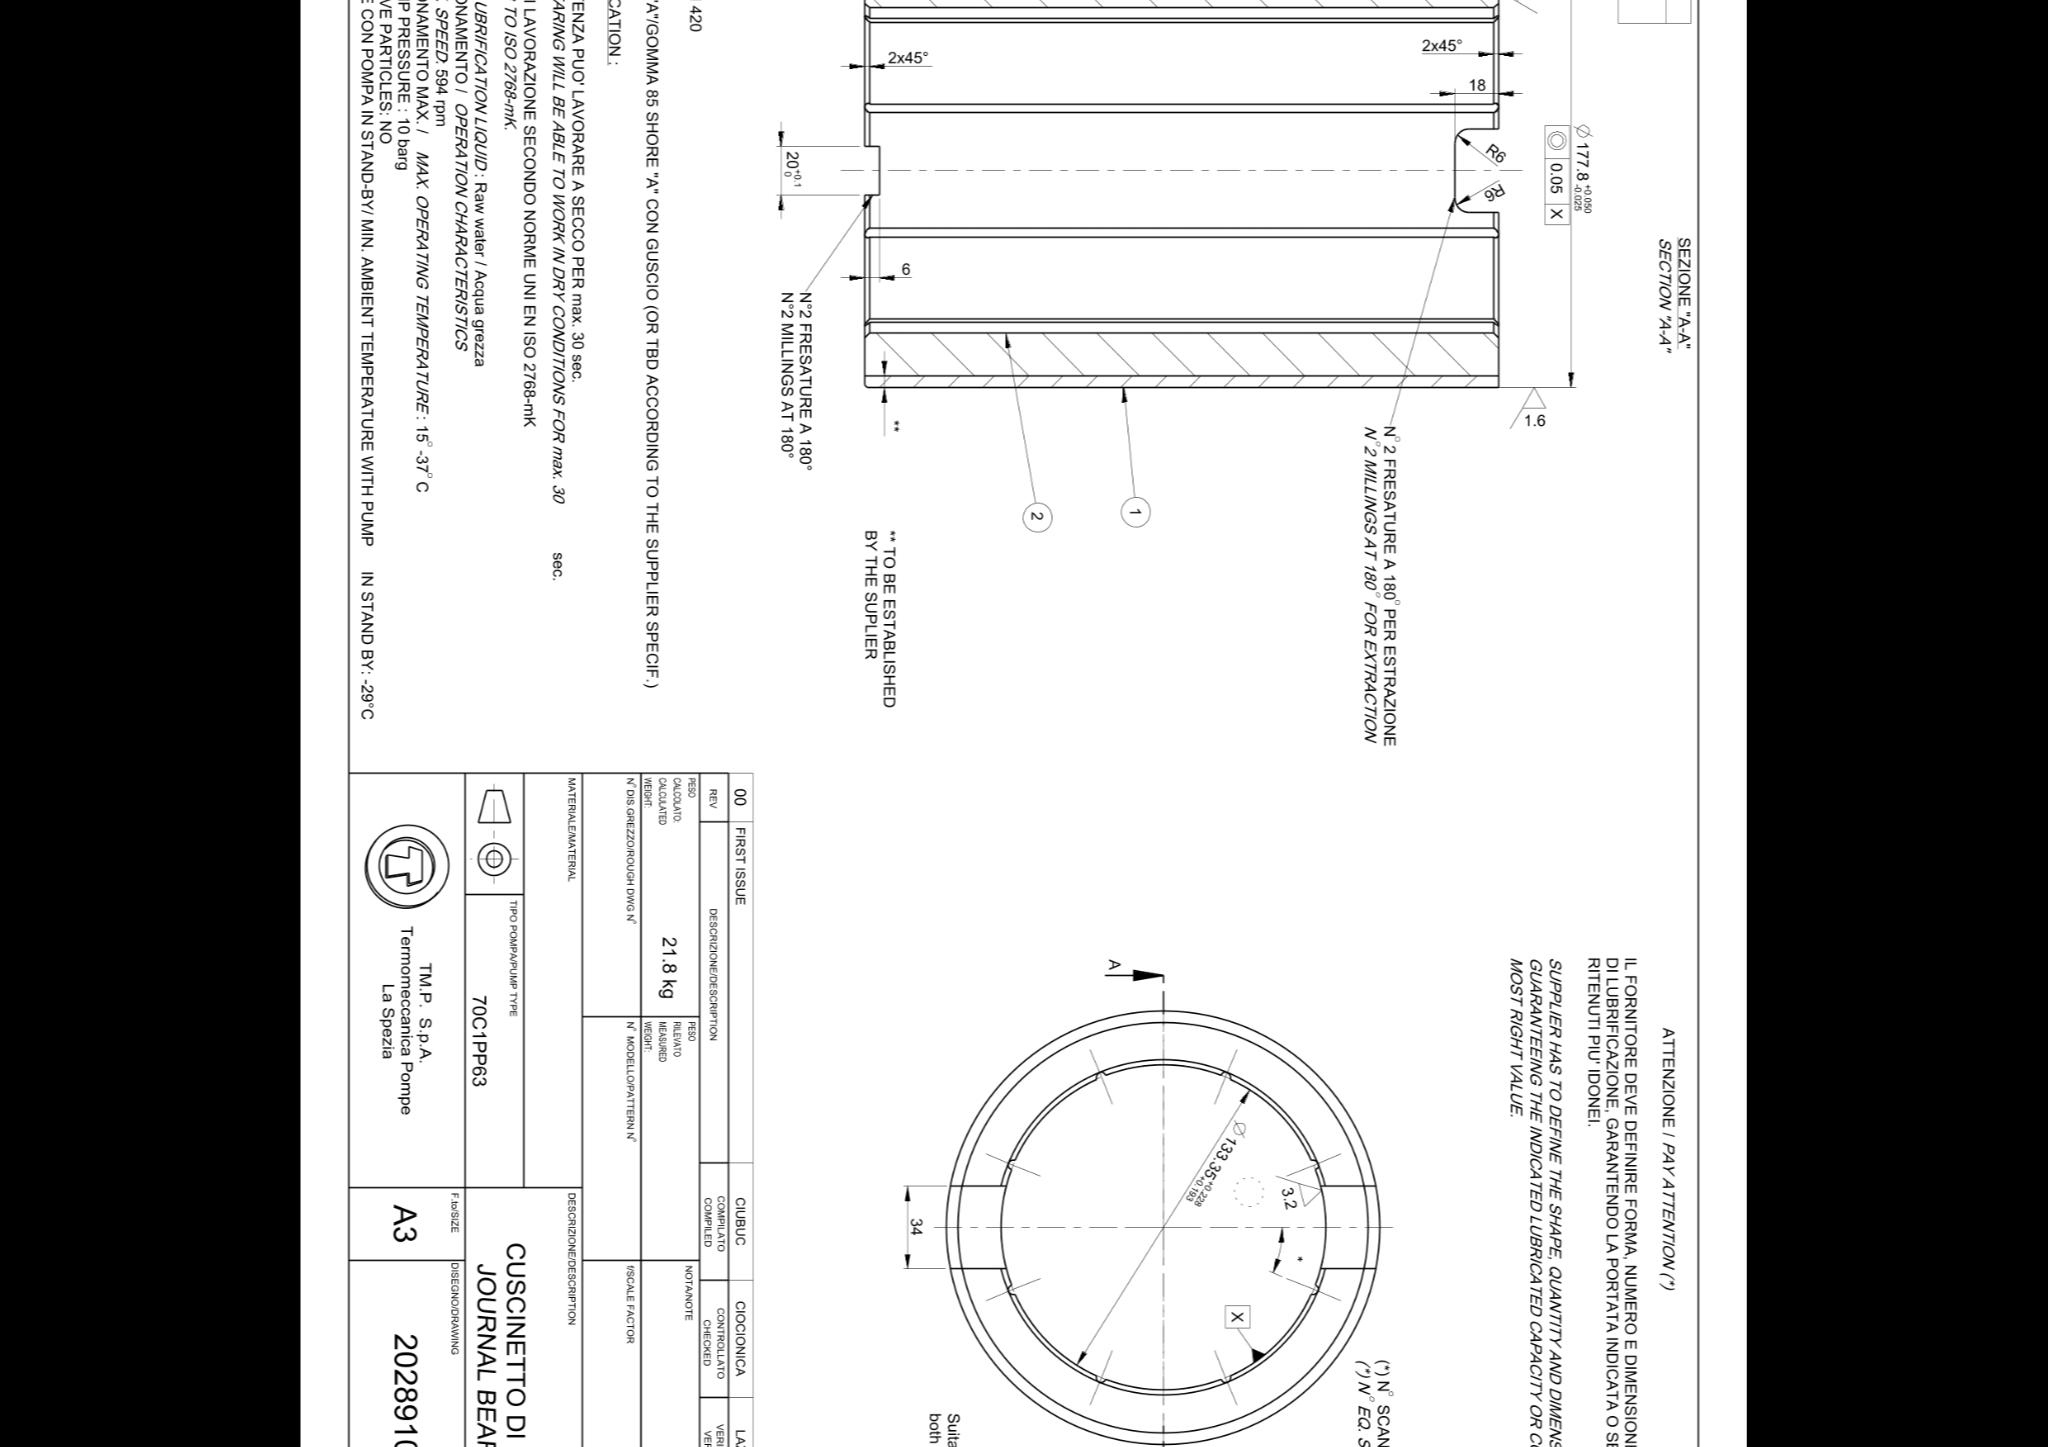 SEZIONE "A-A"
SECTION "A-A"
Ø 177.8 +0.050 -0.025
0.05 X
2x45°
2x45°
18
R6
R6
20 +0.1 0
6
1.6
N°2 FRESATURE A 180° PER ESTRAZIONE
N°2 MILLINGS AT 180° FOR EXTRACTION
N°2 FRESATURE A 180°
N°2 MILLINGS AT 180°
**
1
2
** TO BE ESTABLISHED
BY THE SUPLIER
420
"A"/GOMMA 85 SHORE "A" CON GUSCIO (OR TBD ACCORDING TO THE SUPPLIER SPECIF.)
CATION :
TENZA PUO' LAVORARE A SECCO PER max. 30 sec.
ARING WILL BE ABLE TO WORK IN DRY CONDITIONS FOR max. 30 sec.
I LAVORAZIONE SECONDO NORME UNI EN ISO 2768-mK
TO ISO 2768-mK.
UBRIFICATION LIQUID : Raw water / Acqua grezza
ONAMENTO / OPERATION CHARACTERISTICS
SPEED: 594 rpm
ONAMENTO MAX. / MAX. OPERATING TEMPERATURE : 15°-37°C
P PRESSURE : 10 barg
VE PARTICLES: NO
E CON POMPA IN STAND-BY/ MIN. AMBIENT TEMPERATURE WITH PUMP IN STAND BY: -29°C
ATTENZIONE / PAY ATTENTION (*)
IL FORNITORE DEVE DEFINIRE FORMA, NUMERO E DIMENSIONI
DI LUBRIFICAZIONE, GARANTENDO LA PORTATA INDICATA O SE
RITENUTI PIU' IDONEI.
SUPPLIER HAS TO DEFINE THE SHAPE, QUANTITY AND DIMENS
GUARANTEEING THE INDICATED LUBRICATED CAPACITY OR CO
MOST RIGHT VALUE.
(*) N° SCAN
(*) N° EQ. S
A
Ø 133.35 +0.228 +0.193
3.2
*
X
34
Suita
both
00 FIRST ISSUE CIUBUC CIOCIONICA LA
REV DESCRIZIONE/DESCRIPTION COMPILATO COMPILED CONTROLLATO CHECKED VERI VER
PESO CALCOLATO: CALCULATED WEIGHT: 21.8 kg
PESO RILEVATO MEASURED WEIGHT:
NOTA/NOTE
N° DIS.GREZZO/ROUGH DWG N°
N° MODELLO/PATTERN N°
f/SCALE FACTOR
MATERIALE/MATERIAL
DESCRIZIONE/DESCRIPTION
CUSCINETTO DI
JOURNAL BEAR
TIPO POMPA/PUMP TYPE
70C1PP63
T.M.P. S.p.A.
Termomeccanica Pompe
La Spezia
F.to/SIZE
A3
DISEGNO/DRAWING
2028910